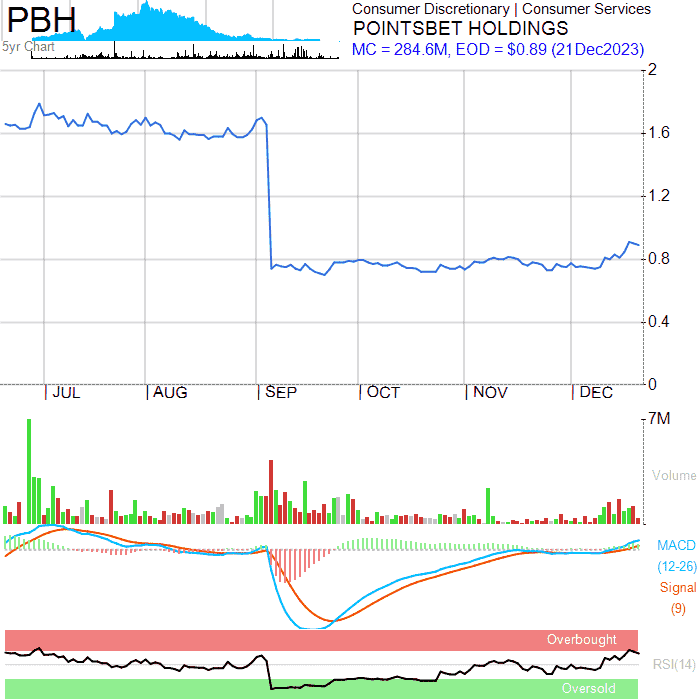 PBH
5yr Chart
Consumer Discretionary | Consumer Services
POINTSBET HOLDINGS
MC = 284.6M, EOD = $0.89 (21Dec2023)
2
1.6
1.2
0.8
0.4
0
JUL AUG SEP OCT NOV DEC
7M
Volume
MACD
(12-26)
Signal
(9)
Overbought
RSI(14)
Oversold